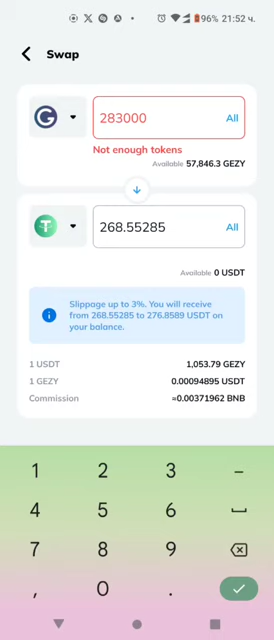 96% 21:52 ч.
Swap
283000 All
Not enough tokens
Available 57,846.3 GEZY
268.55285 All
Available 0 USDT
Slippage up to 3%. You will receive
from 268.55285 to 276.8589 USDT on
your balance.
1 USDT 1,053.79 GEZY
1 GEZY 0.00094895 USDT
Commission ≈0.00371962 BNB
1 2 3 –
4 5 6
7 8 9
, 0 .